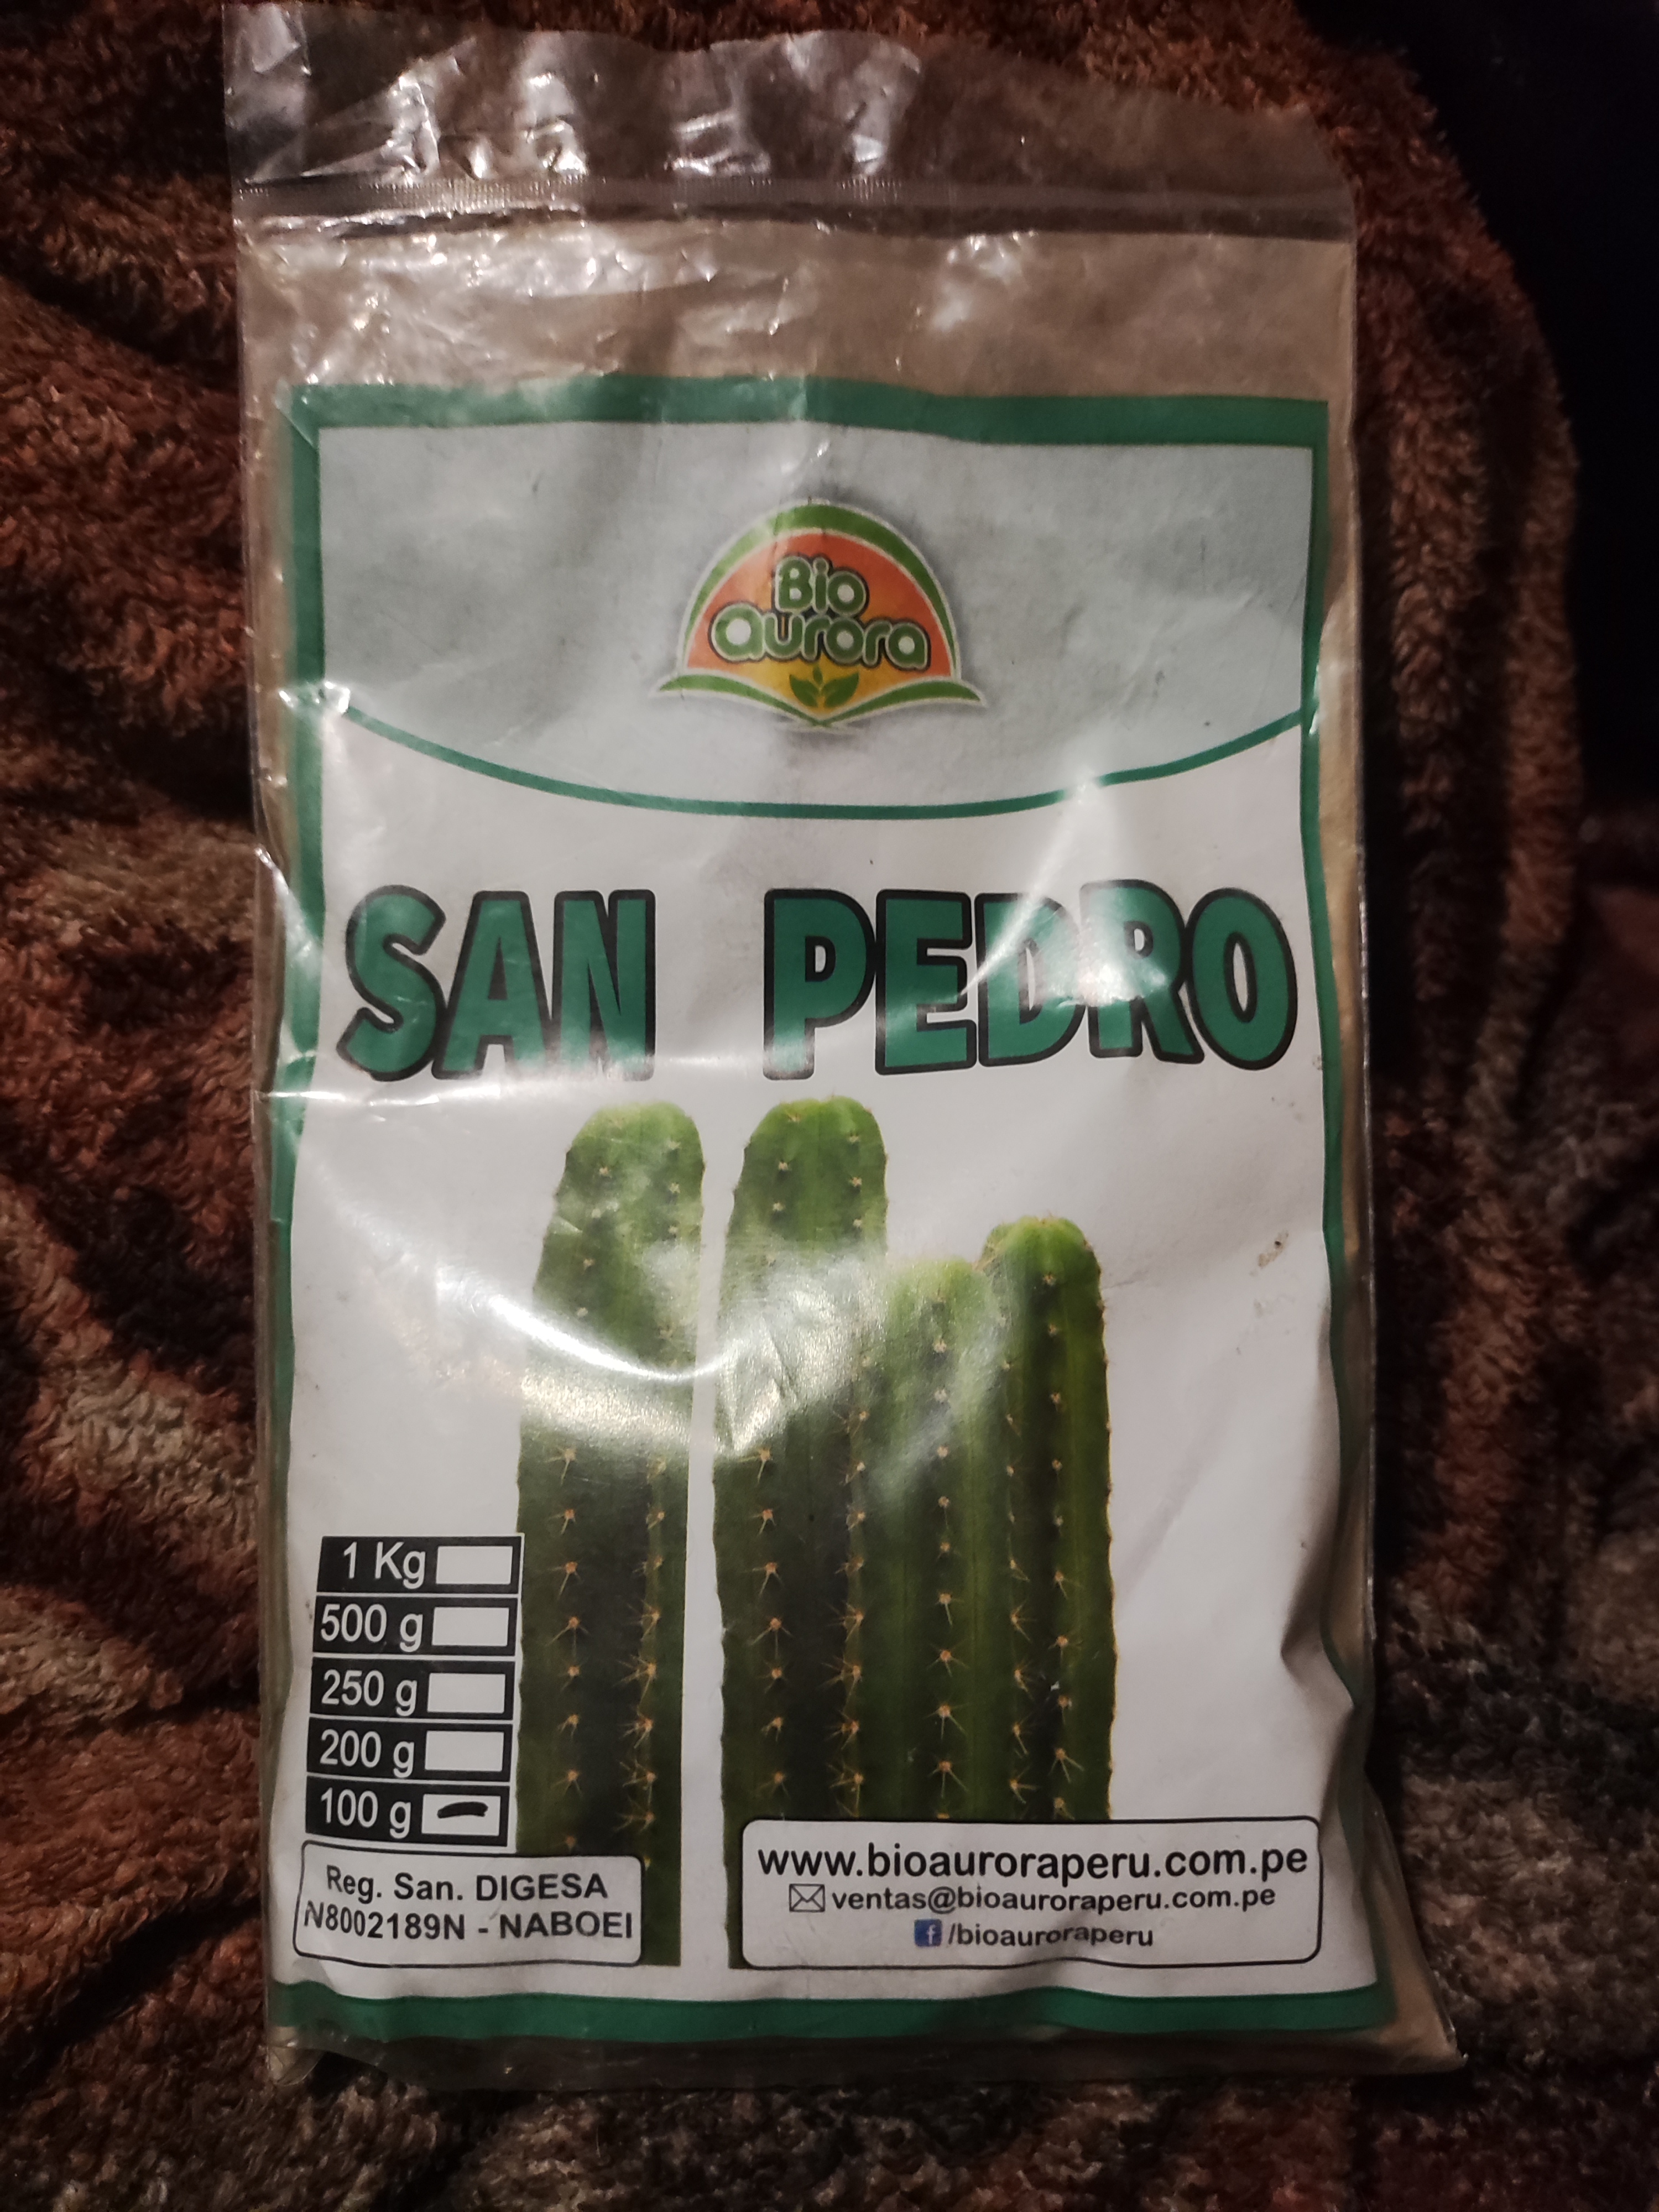 Bio
aurora
SAN PEDRO
1 Kg
500 g
250 g
200 g
100 g
Reg. San. DIGESA
N8002189N - NABOEI
www.bioauroraperu.com.pe
ventas@bioauroraperu.com.pe
f /bioauroraperu